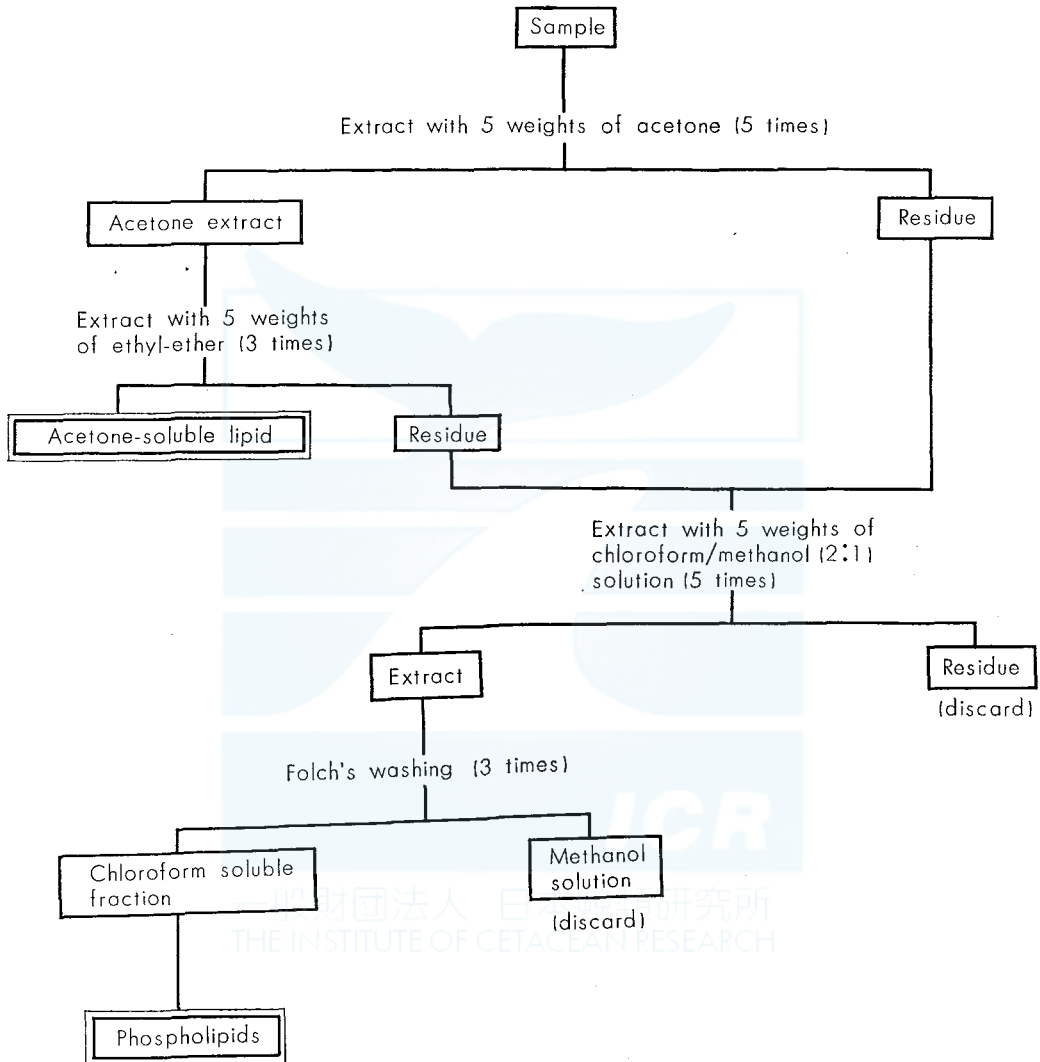 Sample
Extract with 5 weights of acetone (5 times)
Acetone extract
Residue
Extract with 5 weights
of ethyl-ether (3 times)
Acetone-soluble lipid
Residue
Extract with 5 weights of
chloroform/methanol (2:1)
solution (5 times)
Extract
Residue
(discard)
Folch's washing (3 times)
ICR
Chloroform soluble
fraction
Methanol
solution
(discard)
一般財団法人 日本鯨類研究所
THE INSTITUTE OF CETACEAN RESEARCH
Phospholipids